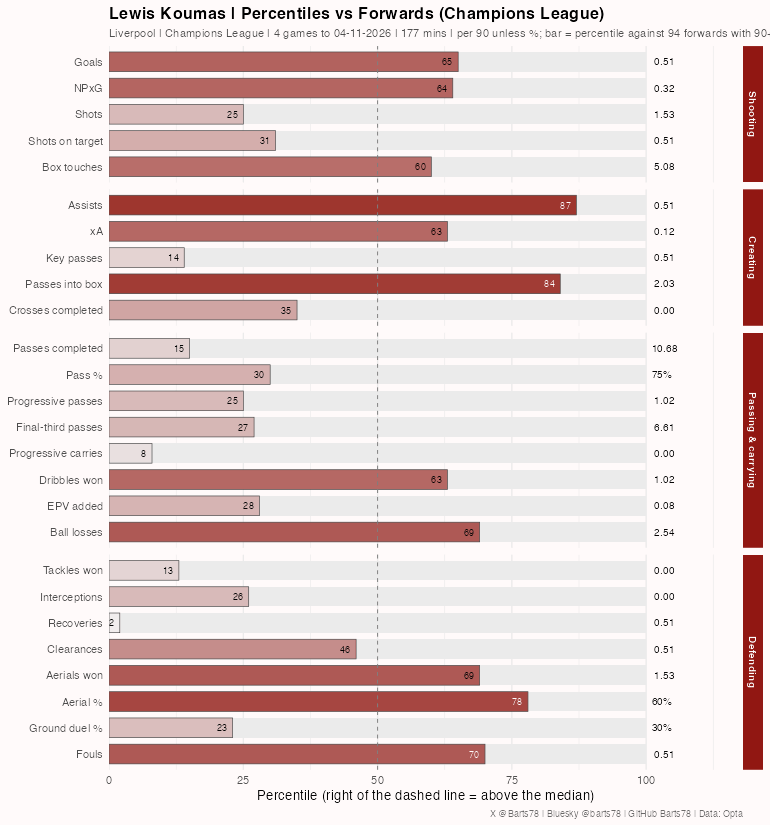 Lewis Koumas | Percentiles vs Forwards (Champions League)
Liverpool | Champions League | 4 games to 04-11-2026 | 177 mins | per 90 unless %; bar = percentile against 94 forwards with 90-
Goals 65 0.51
NPxG 64 0.32
Shots 25 1.53
Shots on target 31 0.51
Box touches 60 5.08
Shooting
Assists 87 0.51
xA 63 0.12
Key passes 14 0.51
Passes into box 84 2.03
Crosses completed 35 0.00
Creating
Passes completed 15 10.68
Pass % 30 75%
Progressive passes 25 1.02
Final-third passes 27 6.61
Progressive carries 8 0.00
Dribbles won 63 1.02
EPV added 28 0.08
Ball losses 69 2.54
Passing & carrying
Tackles won 13 0.00
Interceptions 26 0.00
Recoveries 2 0.51
Clearances 46 0.51
Aerials won 69 1.53
Aerial % 78 60%
Ground duel % 23 30%
Fouls 70 0.51
Defending
0 25 50 75 100
Percentile (right of the dashed line = above the median)
X @Barts78 | Bluesky @barts78 | GitHub Barts78 | Data: Opta